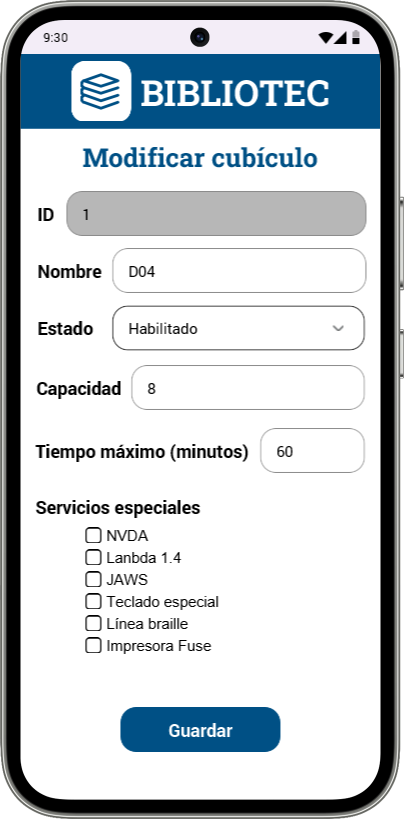 9:30
BIBLIOTEC
Modificar cubículo
ID 1
Nombre D04
Estado Habilitado
Capacidad 8
Tiempo máximo (minutos) 60
Servicios especiales
NVDA
Lanbda 1.4
JAWS
Teclado especial
Línea braille
Impresora Fuse
Guardar